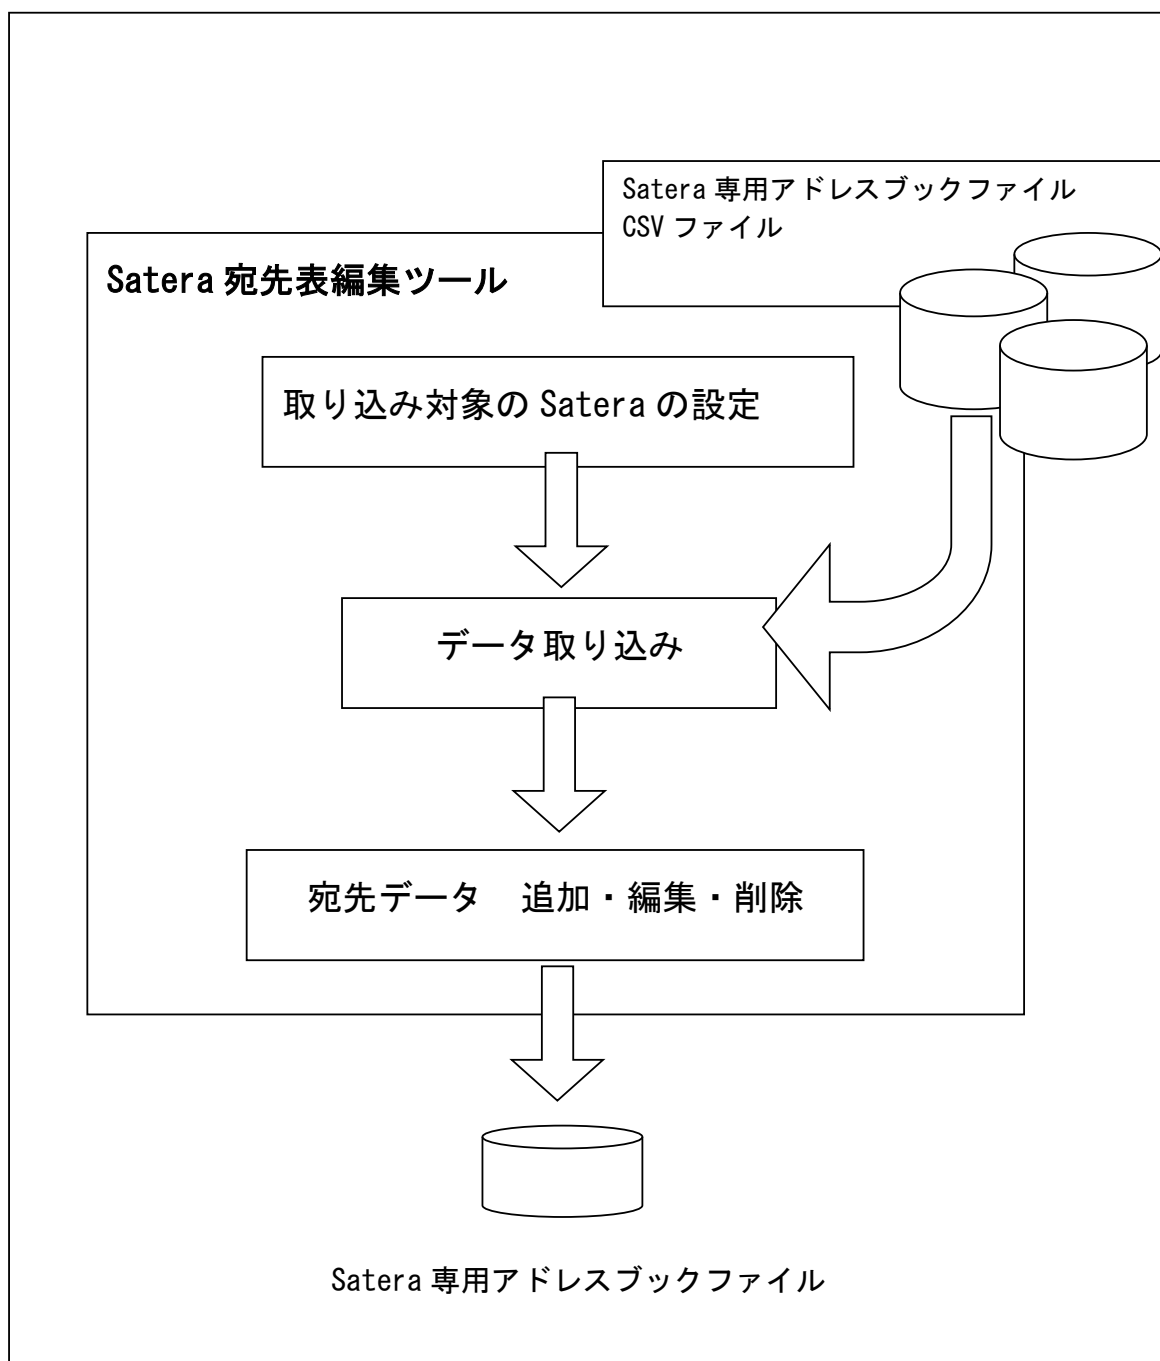 Satera 専用アドレスブックファイル
CSV ファイル
Satera 宛先表編集ツール
取り込み対象の Satera の設定
データ取り込み
宛先データ　追加・編集・削除
Satera 専用アドレスブックファイル